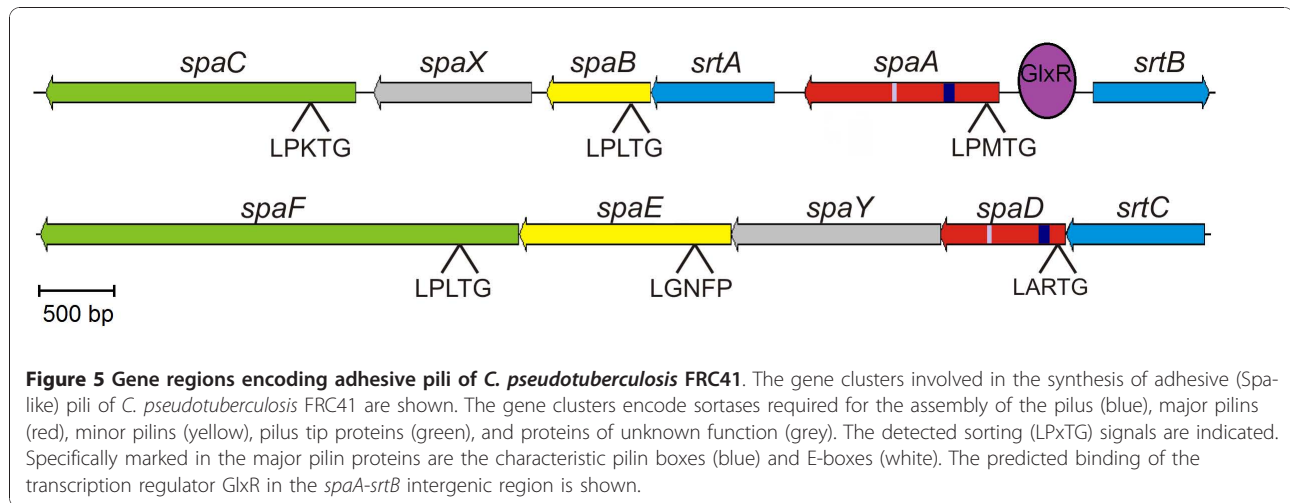 spaC spaX spaB srtA spaA GlxR srtB
LPKTG LPLTG LPMTG
spaF spaE spaY spaD srtC
LPLTG LGNFP LARTG
500 bp
Figure 5 Gene regions encoding adhesive pili of C. pseudotuberculosis FRC41. The gene clusters involved in the synthesis of adhesive (Spa-
like) pili of C. pseudotuberculosis FRC41 are shown. The gene clusters encode sortases required for the assembly of the pilus (blue), major pilins
(red), minor pilins (yellow), pilus tip proteins (green), and proteins of unknown function (grey). The detected sorting (LPxTG) signals are indicated.
Specifically marked in the major pilin proteins are the characteristic pilin boxes (blue) and E-boxes (white). The predicted binding of the
transcription regulator GlxR in the spaA-srtB intergenic region is shown.